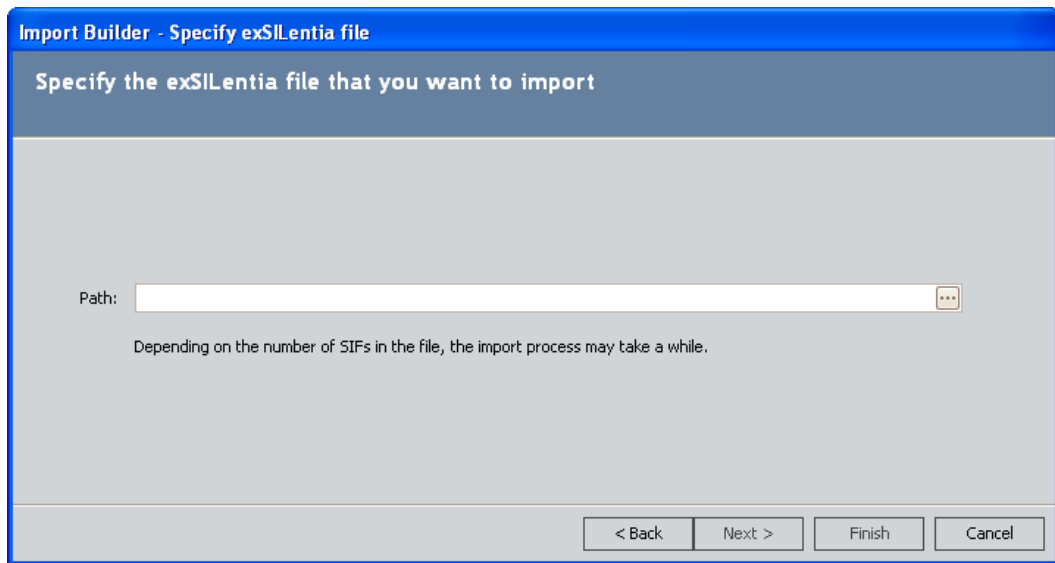 Import Builder - Specify exSILentia file
Specify the exSILentia file that you want to import
Path:
...
Depending on the number of SIFs in the file, the import process may take a while.
< Back Next > Finish Cancel